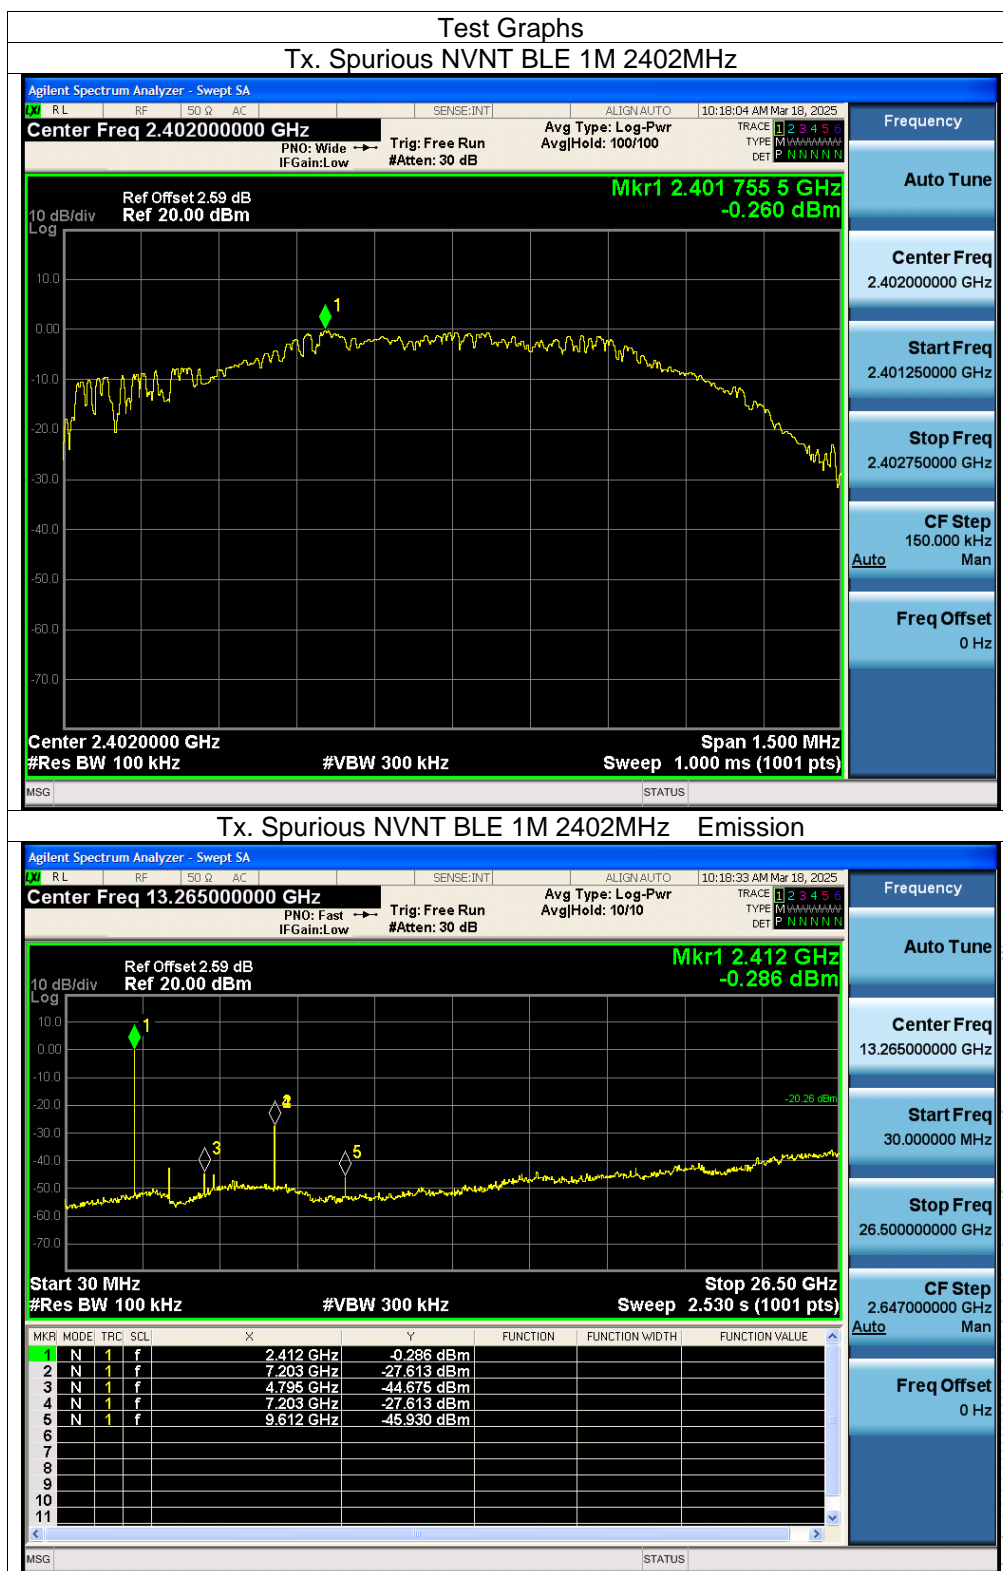 Test Graphs
Tx. Spurious NVNT BLE 1M 2402MHz
Agilent Spectrum Analyzer - Swept SA
LXI RL RF 50 Ω AC SENSE:INT ALIGN AUTO 10:18:04 AM Mar 18, 2025
Center Freq 2.402000000 GHz
PNO: Wide
IFGain:Low
Trig: Free Run
#Atten: 30 dB
Avg Type: Log-Pwr
Avg|Hold: 100/100
TRACE 1 2 3 4 5 6
TYPE M W W W W W
DET P N N N N N
Frequency
Auto Tune
Center Freq
2.402000000 GHz
Start Freq
2.401250000 GHz
Stop Freq
2.402750000 GHz
CF Step
150.000 kHz
Auto Man
Freq Offset
0 Hz
Mkr1 2.401 755 5 GHz
-0.260 dBm
Ref Offset 2.59 dB
10 dB/div Ref 20.00 dBm
Log
10.0
0.00
-10.0
-20.0
-30.0
-40.0
-50.0
-60.0
-70.0
1
Center 2.4020000 GHz Span 1.500 MHz
#Res BW 100 kHz #VBW 300 kHz Sweep 1.000 ms (1001 pts)
MSG STATUS
Tx. Spurious NVNT BLE 1M 2402MHz Emission
Agilent Spectrum Analyzer - Swept SA
LXI RL RF 50 Ω AC SENSE:INT ALIGN AUTO 10:18:33 AM Mar 18, 2025
Center Freq 13.265000000 GHz
PNO: Fast
IFGain:Low
Trig: Free Run
#Atten: 30 dB
Avg Type: Log-Pwr
Avg|Hold: 10/10
TRACE 1 2 3 4 5 6
TYPE M W W W W W
DET P N N N N N
Frequency
Auto Tune
Center Freq
13.265000000 GHz
Start Freq
30.000000 MHz
Stop Freq
26.500000000 GHz
CF Step
2.647000000 GHz
Auto Man
Freq Offset
0 Hz
Mkr1 2.412 GHz
-0.286 dBm
Ref Offset 2.59 dB
10 dB/div Ref 20.00 dBm
Log
10.0
0.00
-10.0
-20.0
-30.0
-40.0
-50.0
-60.0
-70.0
1
3
5
-20.26 dBm
Start 30 MHz Stop 26.50 GHz
#Res BW 100 kHz #VBW 300 kHz Sweep 2.530 s (1001 pts)
MKR MODE TRC SCL X Y FUNCTION FUNCTION WIDTH FUNCTION VALUE
1 N 1 f 2.412 GHz -0.286 dBm
2 N 1 f 7.203 GHz -27.613 dBm
3 N 1 f 4.795 GHz -44.675 dBm
4 N 1 f 7.203 GHz -27.613 dBm
5 N 1 f 9.612 GHz -45.930 dBm
6
7
8
9
10
11
MSG STATUS